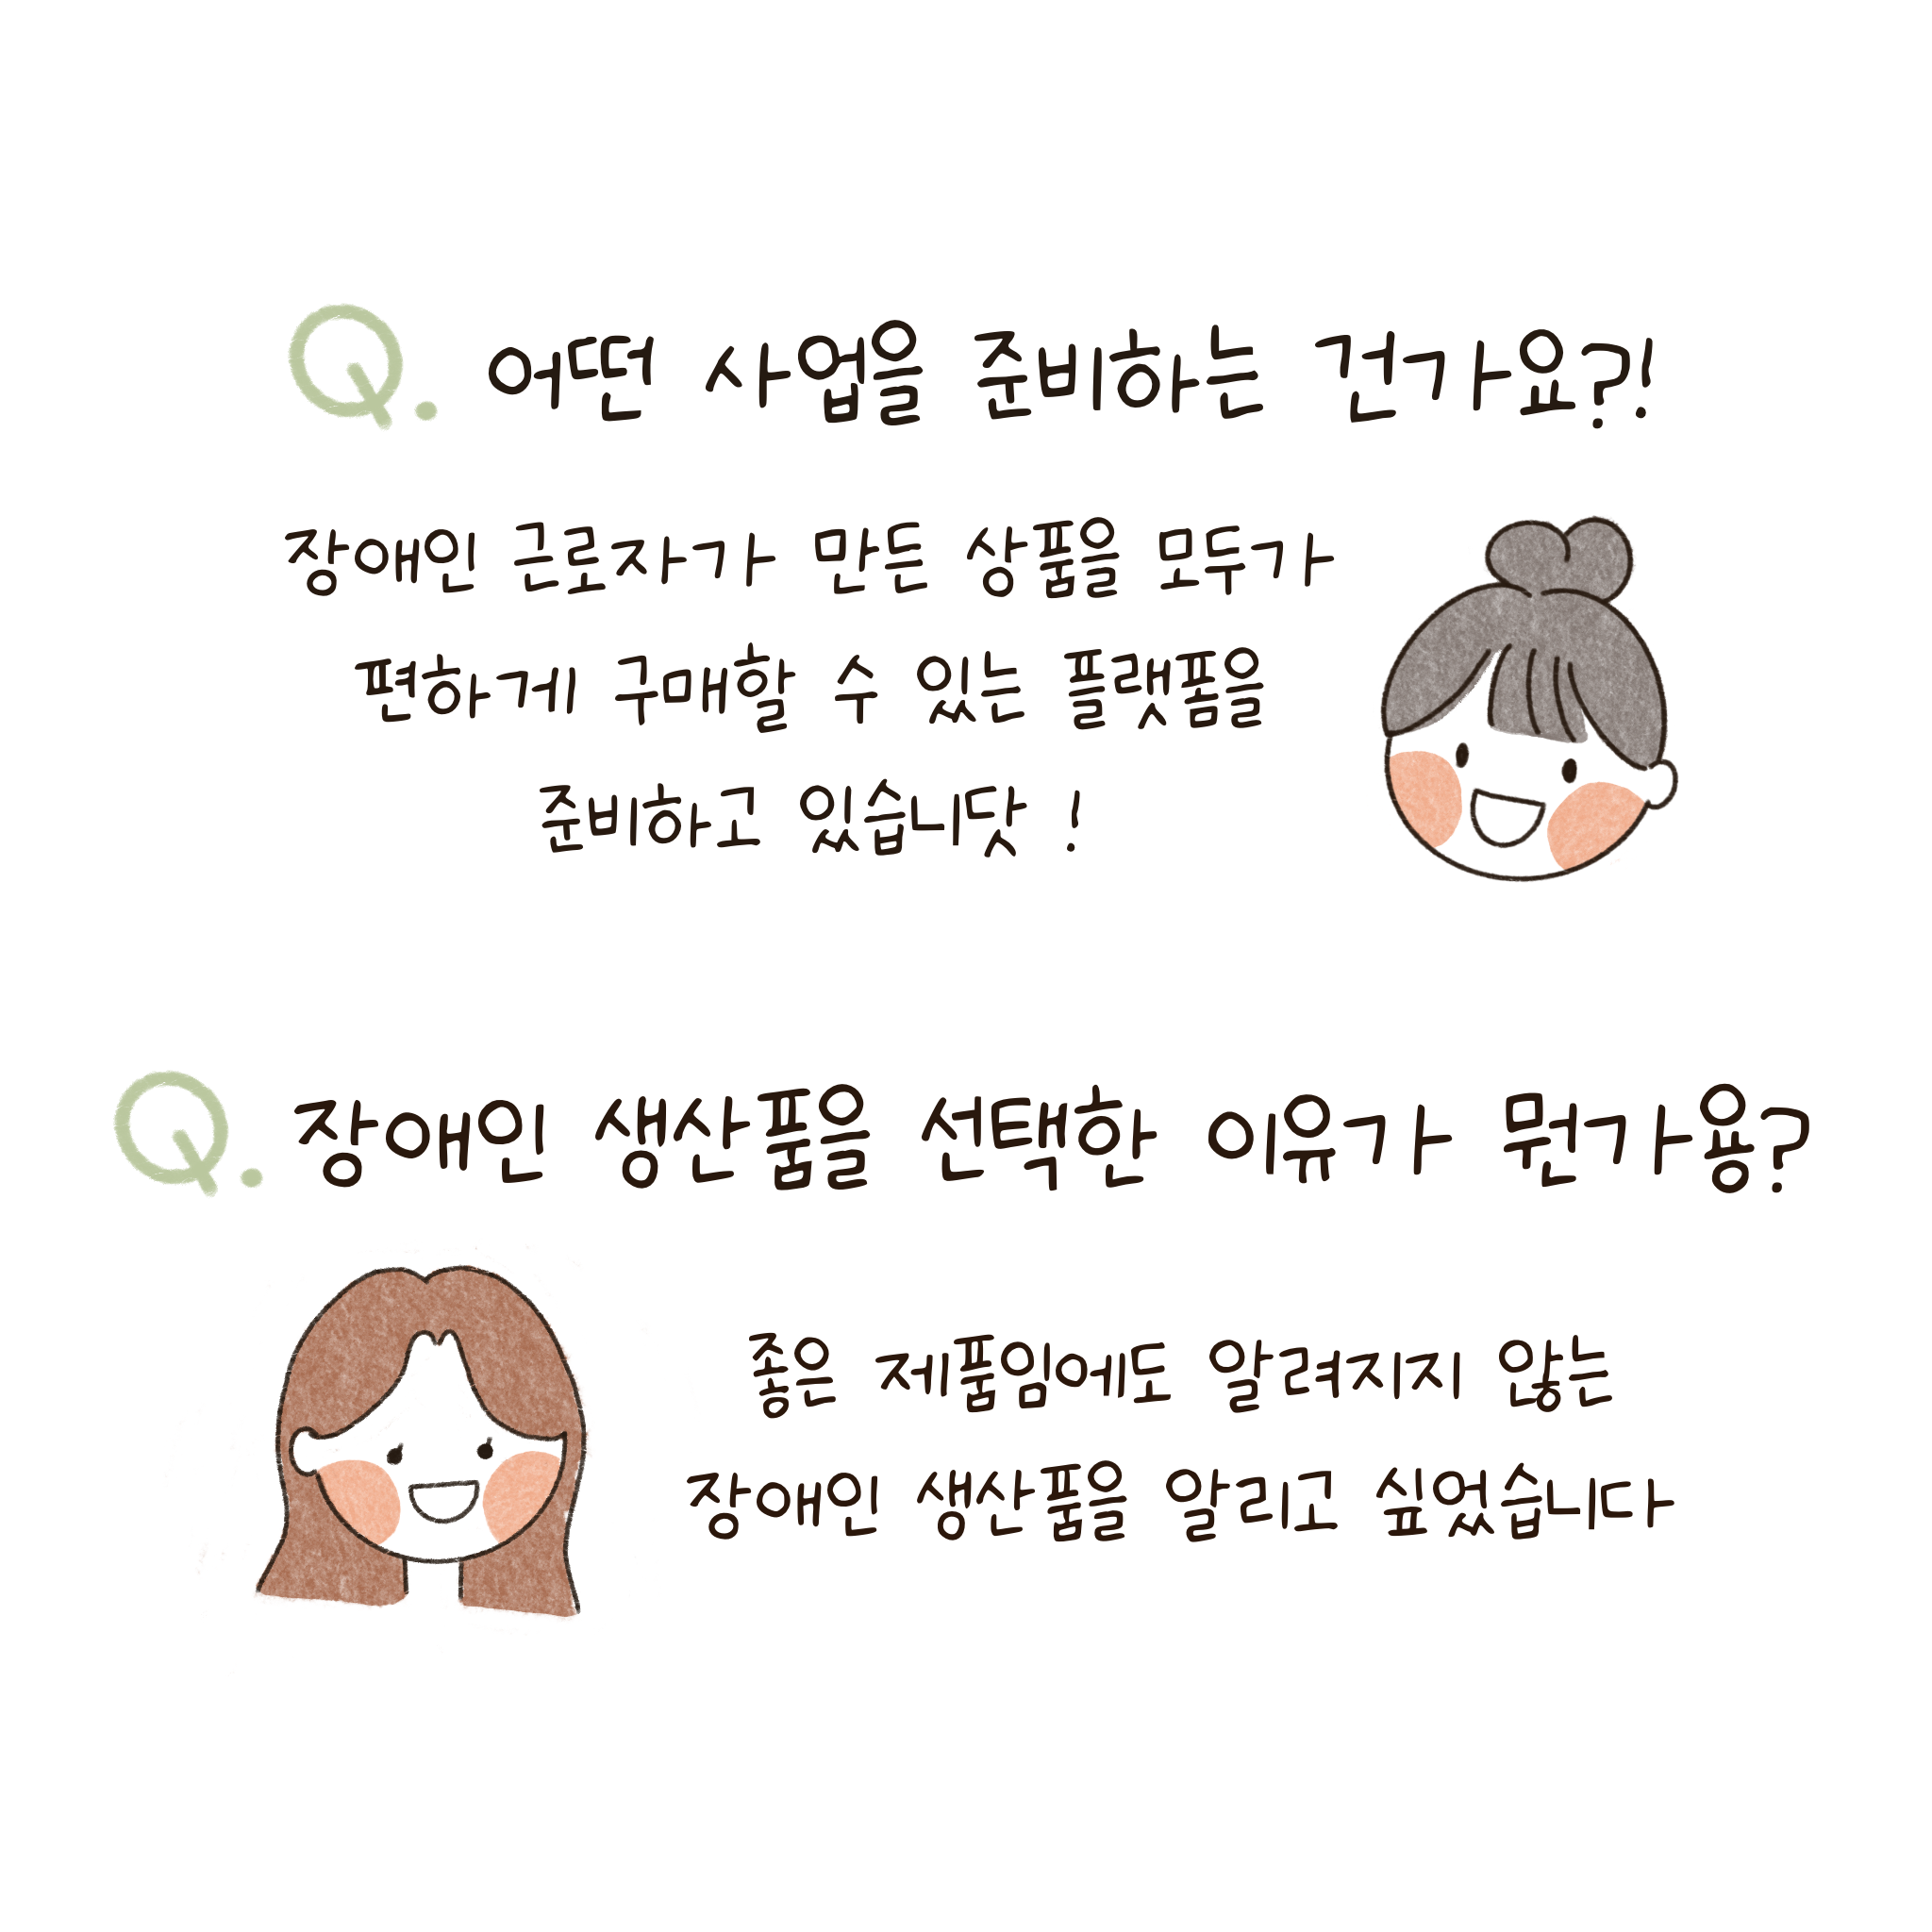 Q. 어떤 사업을 준비하는 건가요?!
장애인 근로자가 만든 상품을 모두가
편하게 구매할 수 있는 플랫폼을
준비하고 있습니닷 !
Q. 장애인 생산품을 선택한 이유가 뭔가용?
좋은 제품임에도 알려지지 않는
장애인 생산품을 알리고 싶었습니다